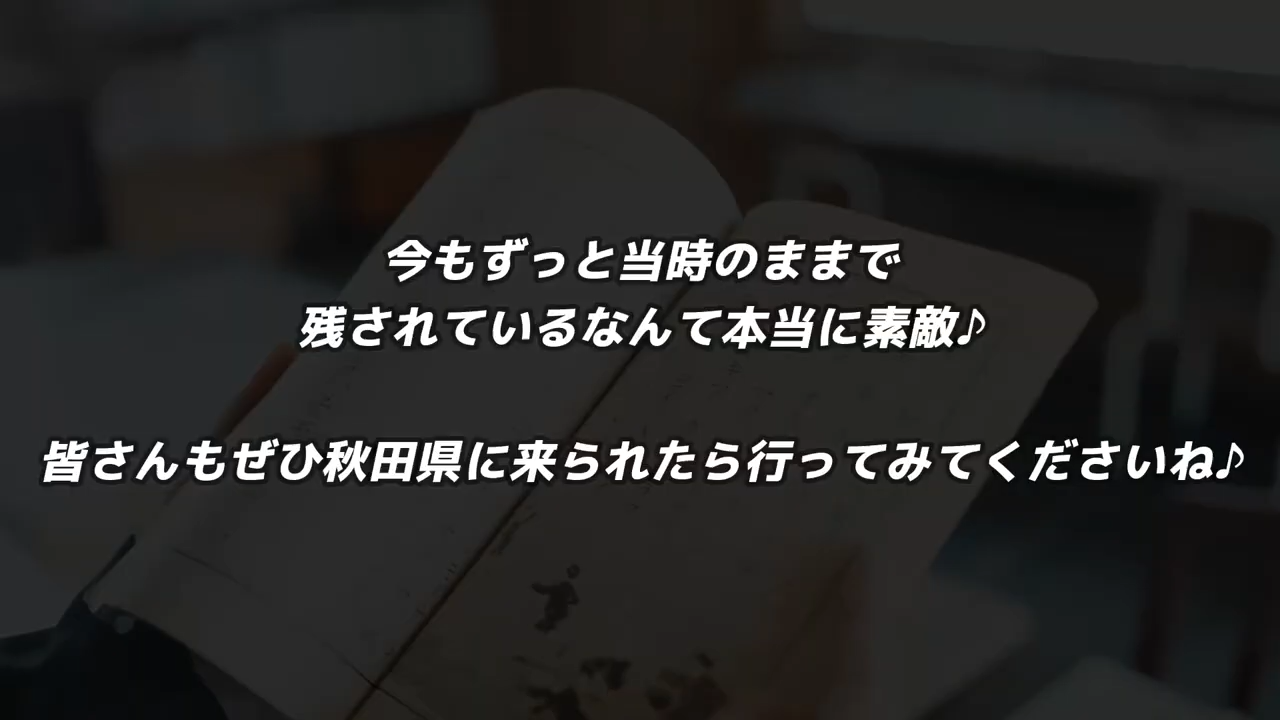 今もずっと当時のままで
残されているなんて本当に素敵♪
皆さんもぜひ秋田県に来られたら行ってみてくださいね♪